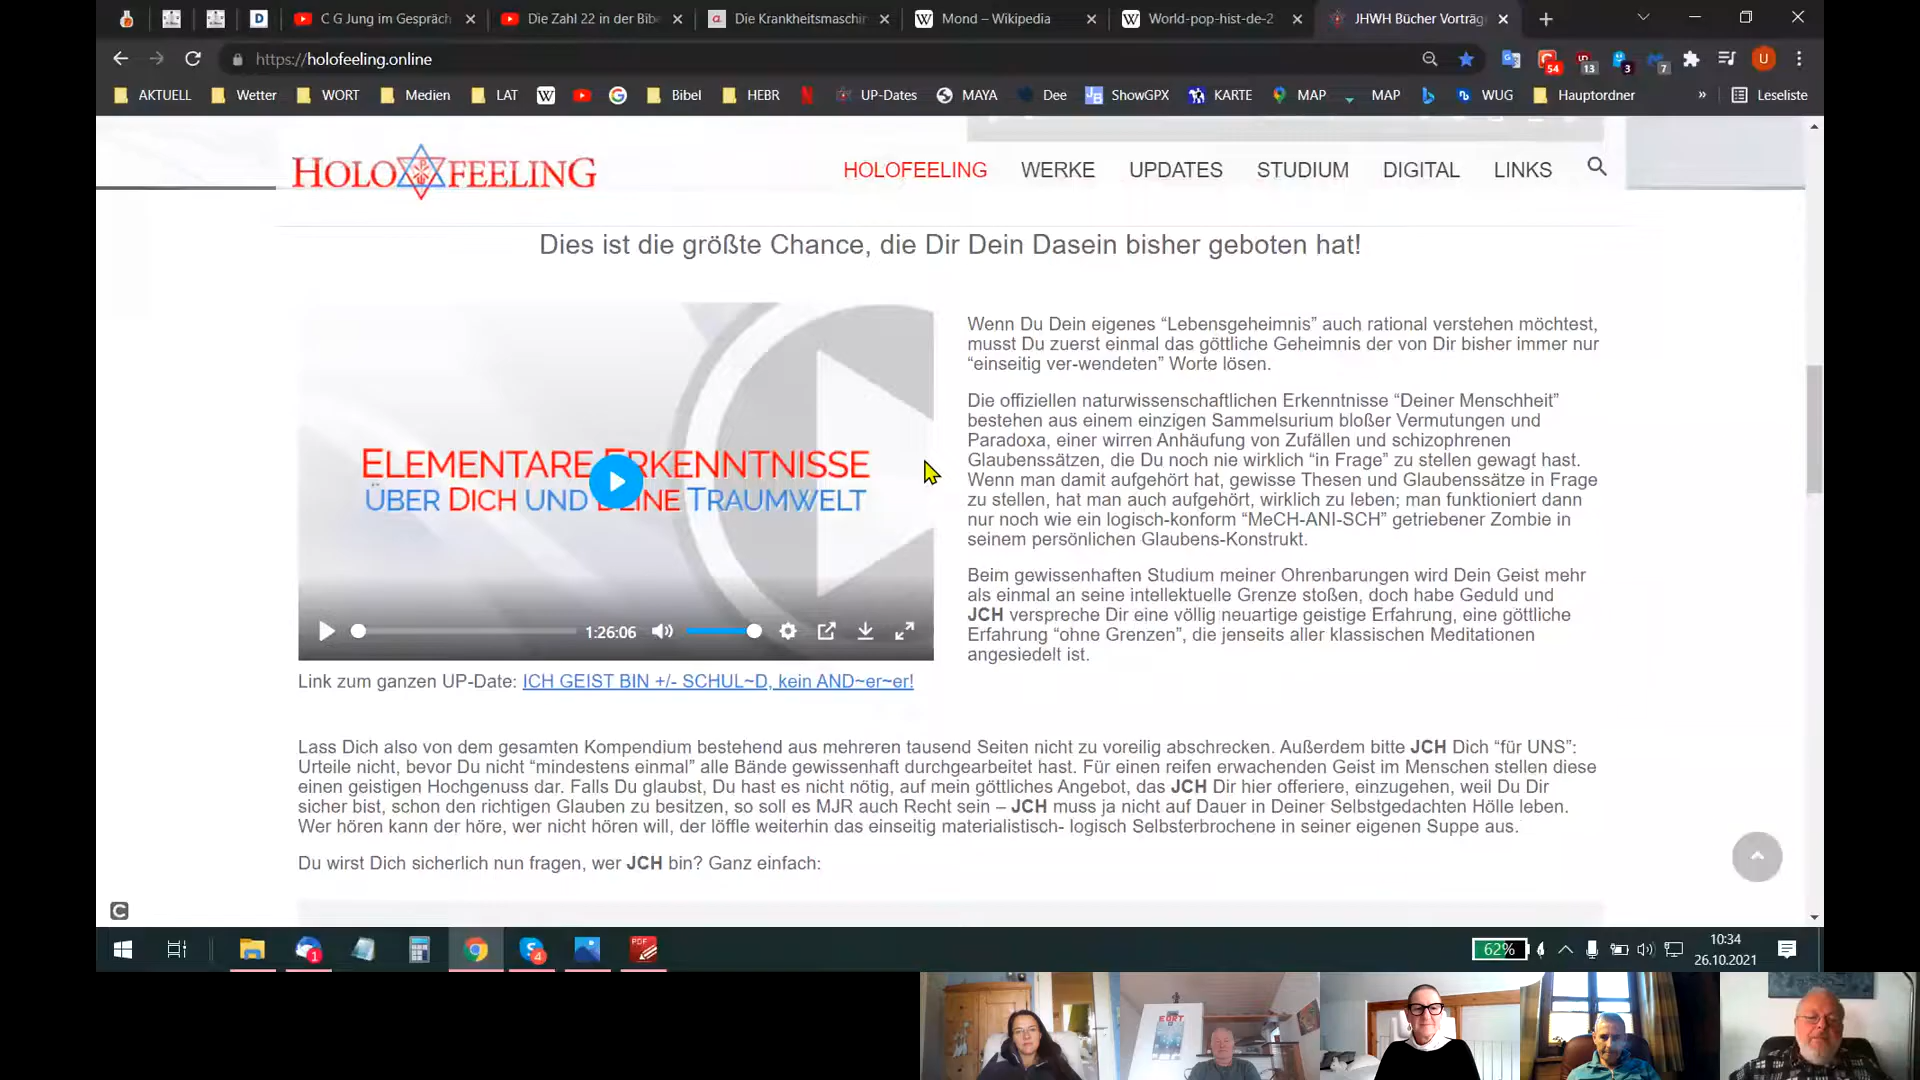 C G Jung im Gespräch
Die Zahl 22 in der Bibe
Die Krankheitsmaschin
Mond – Wikipedia
World-pop-hist-de-2
JHWH Bücher Vorträge
https://holofeeling.online
54
13
3
7
U
AKTUELL
Wetter
WORT
Medien
LAT
Bibel
HEBR
UP-Dates
MAYA
Dee
ShowGPX
KARTE
MAP
MAP
WUG
Hauptordner
»
Leseliste
HOLOFEELING
HOLOFEELING
WERKE
UPDATES
STUDIUM
DIGITAL
LINKS
Dies ist die größte Chance, die Dir Dein Dasein bisher geboten hat!
ELEMENTARE ERKENNTNISSE
ÜBER DICH UND DEINE TRAUMWELT
1:26:06
Link zum ganzen UP-Date: ICH GEIST BIN +/- SCHUL~D, kein AND~er~er!
Wenn Du Dein eigenes “Lebensgeheimnis” auch rational verstehen möchtest,
musst Du zuerst einmal das göttliche Geheimnis der von Dir bisher immer nur
“einseitig ver-wendeten” Worte lösen.
Die offiziellen naturwissenschaftlichen Erkenntnisse “Deiner Menschheit”
bestehen aus einem einzigen Sammelsurium bloßer Vermutungen und
Paradoxa, einer wirren Anhäufung von Zufällen und schizophrenen
Glaubenssätzen, die Du noch nie wirklich “in Frage” zu stellen gewagt hast.
Wenn man damit aufgehört hat, gewisse Thesen und Glaubenssätze in Frage
zu stellen, hat man auch aufgehört, wirklich zu leben; man funktioniert dann
nur noch wie ein logisch-konform “MeCH-ANI-SCH” getriebener Zombie in
seinem persönlichen Glaubens-Konstrukt.
Beim gewissenhaften Studium meiner Ohrenbarungen wird Dein Geist mehr
als einmal an seine intellektuelle Grenze stoßen, doch habe Geduld und
JCH verspreche Dir eine völlig neuartige geistige Erfahrung, eine göttliche
Erfahrung “ohne Grenzen”, die jenseits aller klassischen Meditationen
angesiedelt ist.
Lass Dich also von dem gesamten Kompendium bestehend aus mehreren tausend Seiten nicht zu voreilig abschrecken. Außerdem bitte JCH Dich “für UNS”:
Urteile nicht, bevor Du nicht “mindestens einmal” alle Bände gewissenhaft durchgearbeitet hast. Für einen reifen erwachenden Geist im Menschen stellen diese
einen geistigen Hochgenuss dar. Falls Du glaubst, Du hast es nicht nötig, auf mein göttliches Angebot, das JCH Dir hier offeriere, einzugehen, weil Du Dir
sicher bist, schon den richtigen Glauben zu besitzen, so soll es MJR auch Recht sein – JCH muss ja nicht auf Dauer in Deiner Selbstgedachten Hölle leben.
Wer hören kann der höre, wer nicht hören will, der löffle weiterhin das einseitig materialistisch- logisch Selbsterbrochene in seiner eigenen Suppe aus.
Du wirst Dich sicherlich nun fragen, wer JCH bin? Ganz einfach:
1
4
PDF
62%
10:34
26.10.2021